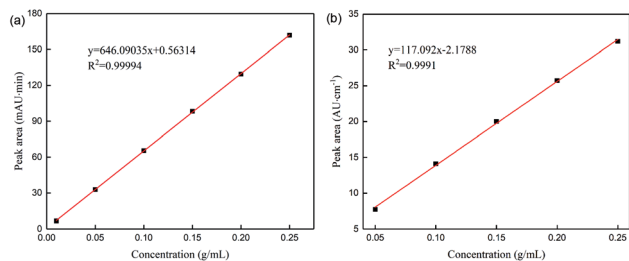 (a)
180
150
120
90
60
30
0
y=646.09035x+0.56314
R²=0.99994
Peak area (mAU·min)
0.00 0.05 0.10 0.15 0.20 0.25
Concentration (g/mL)
(b)
35
30
25
20
15
10
5
y=117.092x-2.1788
R²=0.9991
Peak area (AU·cm⁻¹)
0.05 0.10 0.15 0.20 0.25
Concentration (g/mL)